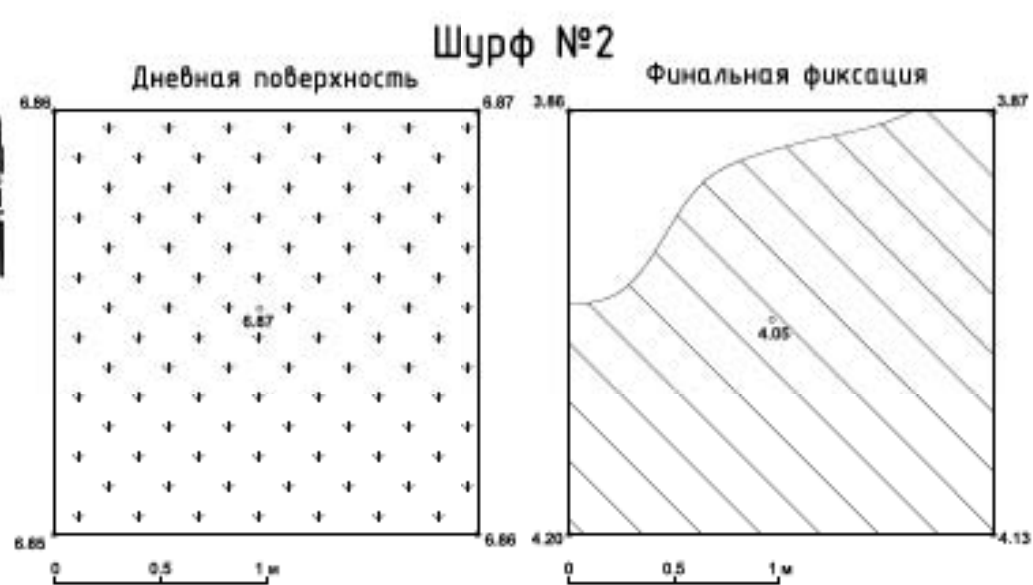 Шурф №2
Дневная поверхность
Финальная фиксация
6.86 6.87 3.86 3.87
6.87
4.05
6.85 6.86 4.20 4.13
0 0.5 1 м 0 0.5 1 м